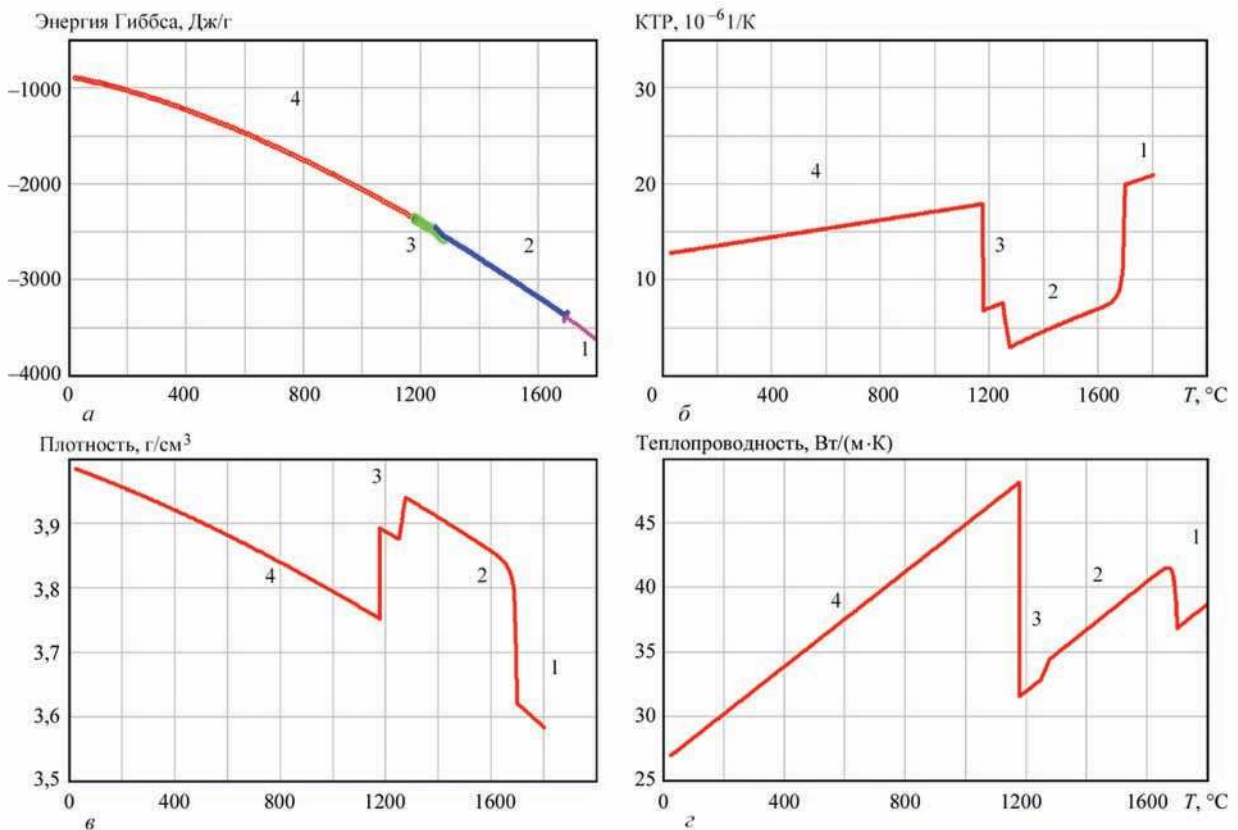 Энергия Гиббса, Дж/г
−1000
−2000
−3000
−4000
4
3
2
1
0 400 800 1200 1600
а
КТР, 10⁻⁶1/К
30
20
10
4
3
2
1
0 400 800 1200 1600 T, °C
б
Плотность, г/см³
3,9
3,8
3,7
3,6
3,5
4
3
2
1
0 400 800 1200 1600
в
Теплопроводность, Вт/(м·К)
45
40
35
30
25
4
3
2
1
0 400 800 1200 1600 T, °C
г